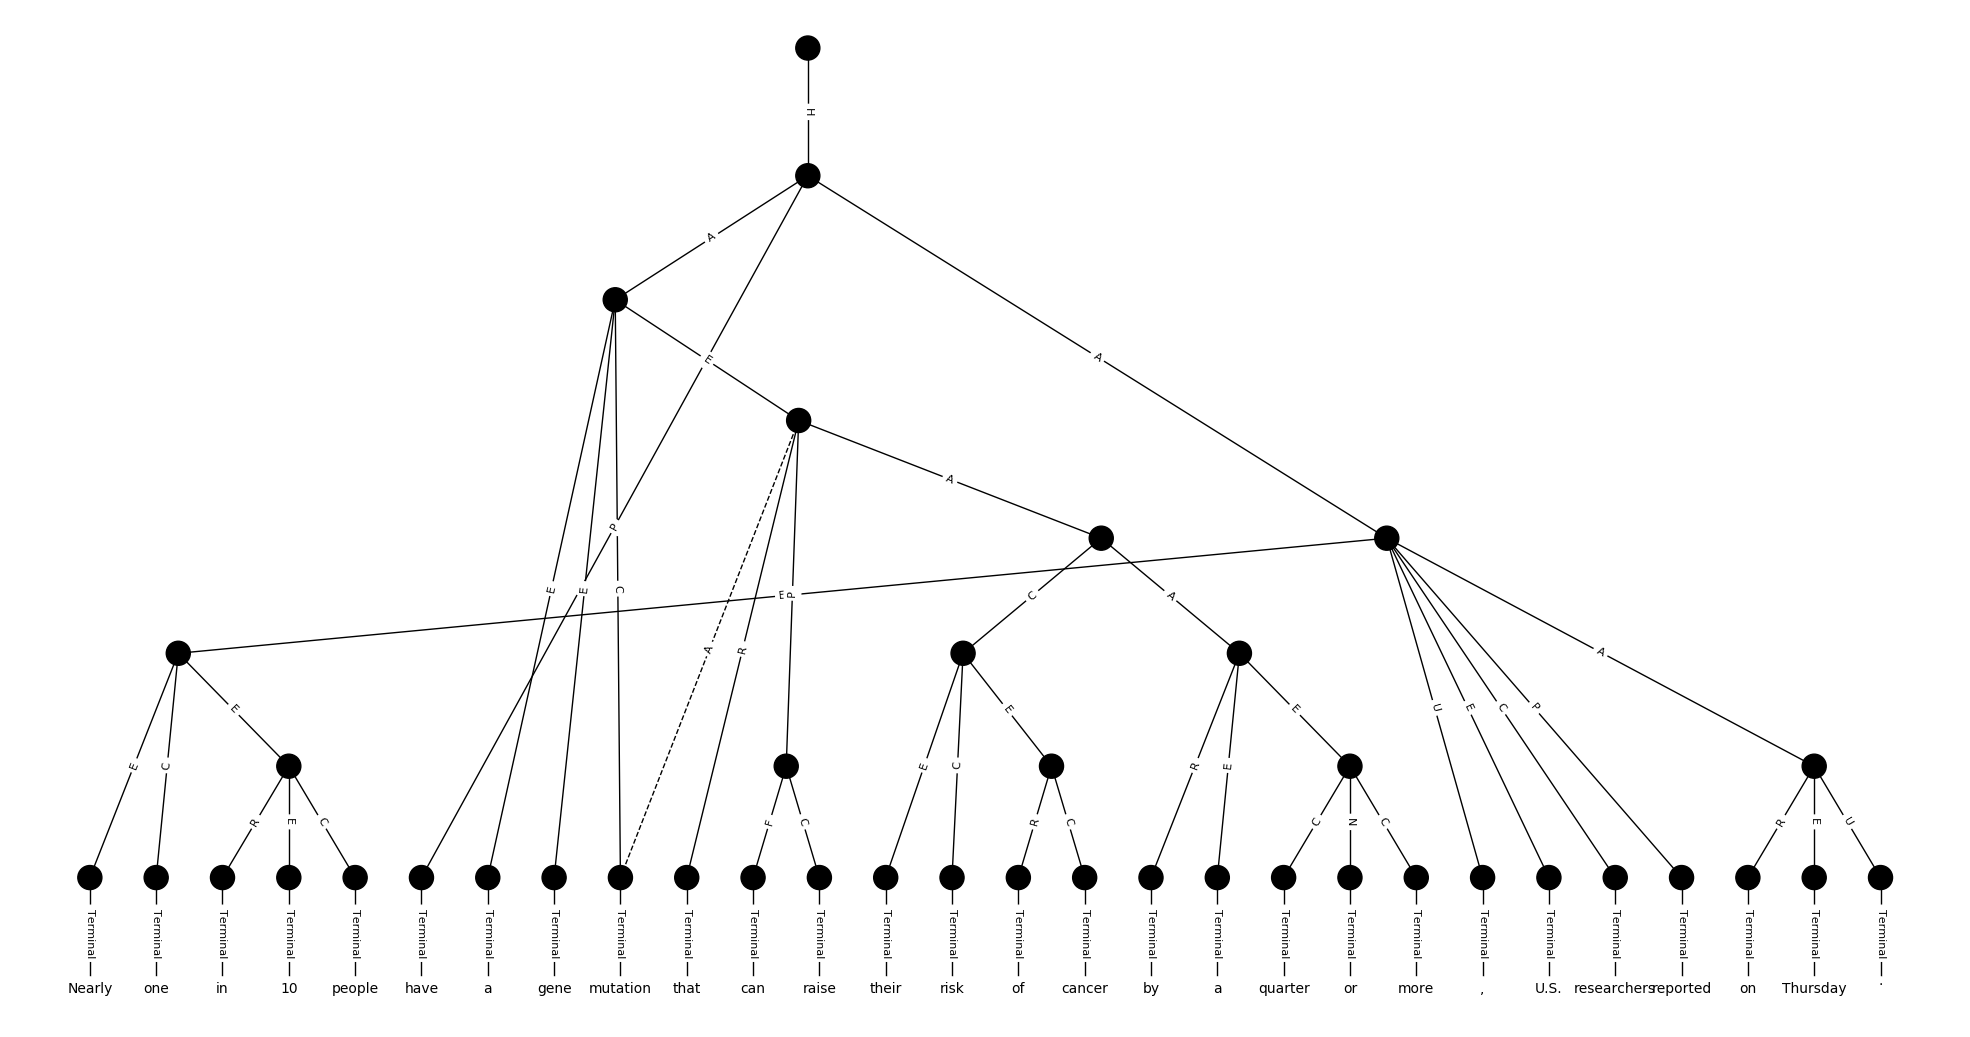 H
A
E
A
P
A
E
E
C
A
R
E P
C
A
E
C
E
R
E
C
F
C
E
C
E
R
C
R
E
E
C
N
C
U
E
C
P
A
R
E
U
Terminal Terminal Terminal Terminal Terminal Terminal Terminal Terminal Terminal Terminal Terminal Terminal Terminal Terminal Terminal Terminal Terminal Terminal Terminal Terminal Terminal Terminal Terminal Terminal Terminal Terminal Terminal Terminal
Nearly one in 10 people have a gene mutation that can raise their risk of cancer by a quarter or more , U.S. researchers reported on Thursday .